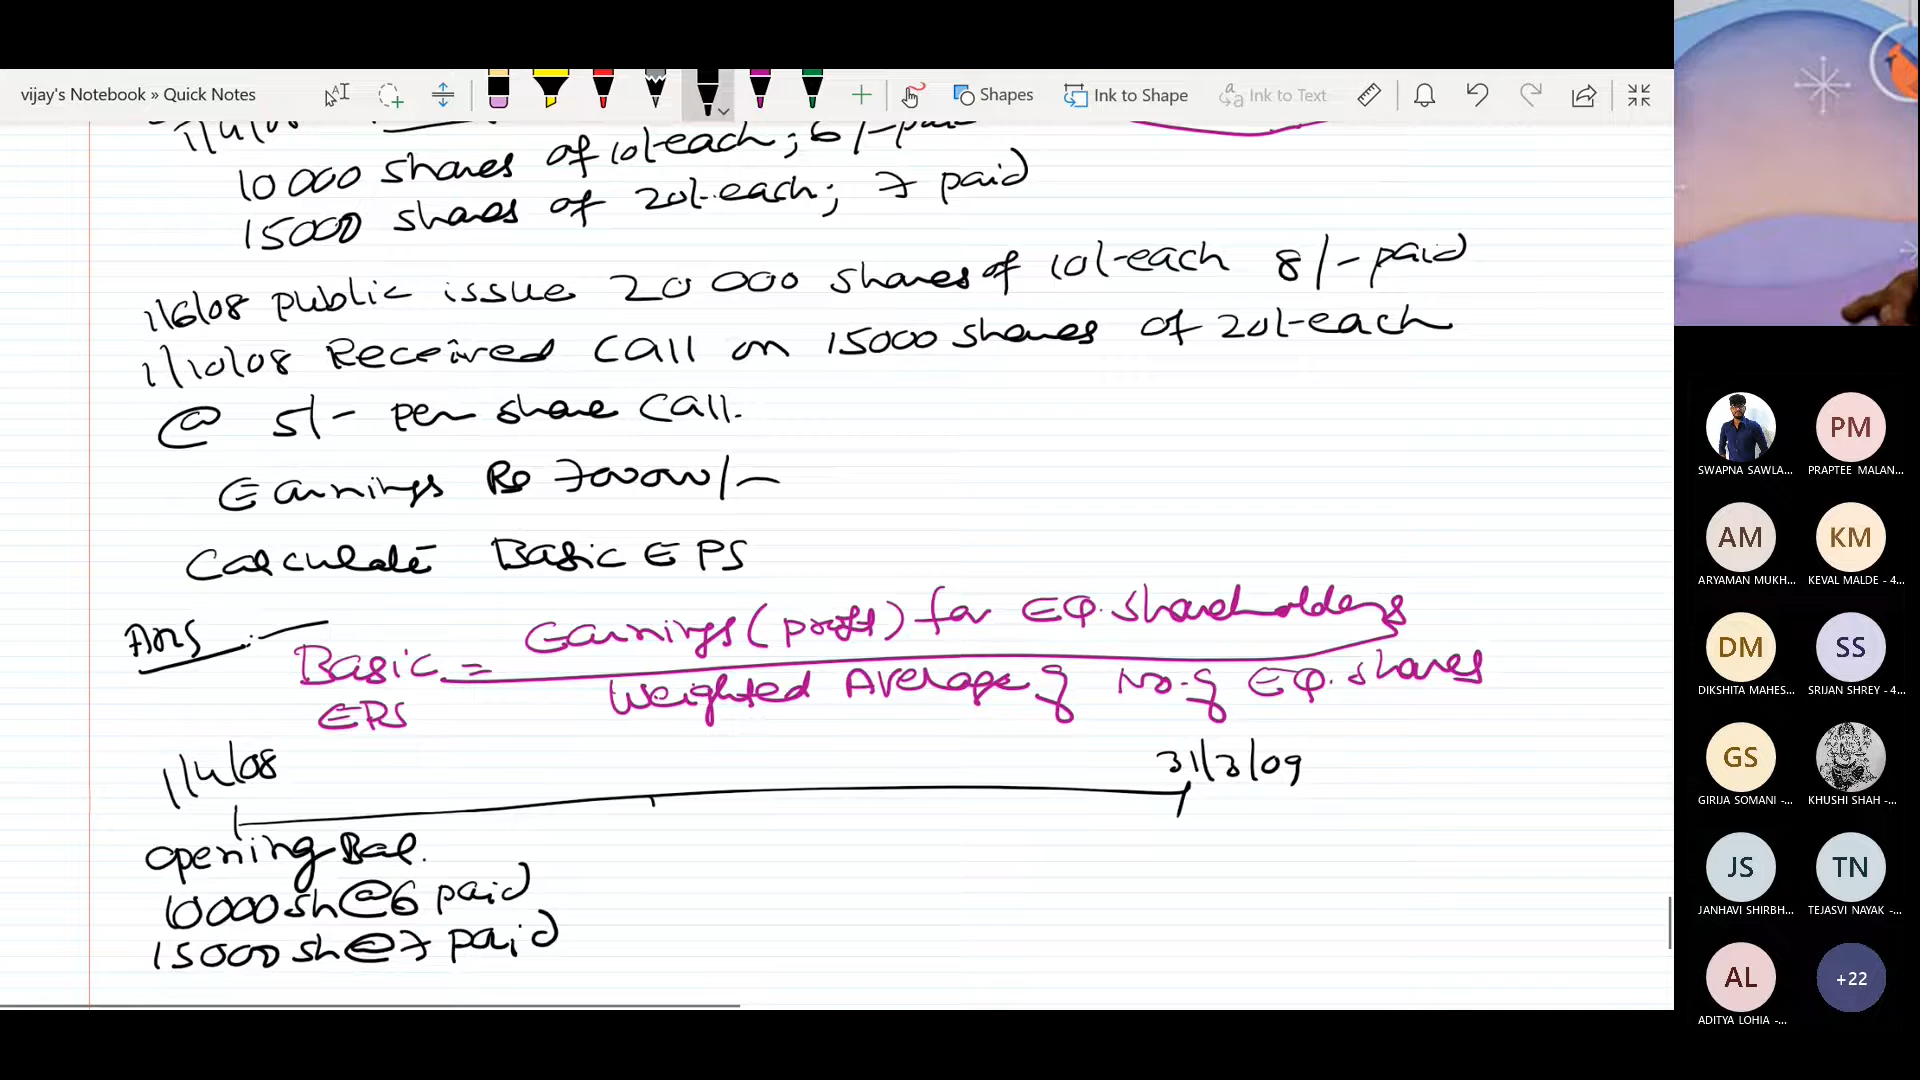 vijay's Notebook » Quick Notes
Shapes
Ink to Shape
Ink to Text
1/4/08
10000 shares of 10/-each; 6/-paid
15000 shares of 20/-each; 7 paid
1/6/08 public issue 20000 shares of 10/-each 8/-paid
1/10/08 Received call on 15000 shares of 20/-each
@ 5/- per share call.
Earnings Rs 700000/-
Calculate Basic EPS
Ans :-
Basic EPS = Earnings (profit) for EQ. shareholders
Weighted Average of No. of EQ. shares
1/4/08
31/3/09
opening Bal.
10000 sh @ 6 paid
15000 sh @ 7 paid
SWAPNA SAWLA...
PM
PRAPTEE MALAN...
AM
ARYAMAN MUKH...
KM
KEVAL MALDE - 4...
DM
DIKSHITA MAHES...
SS
SRIJAN SHREY - 4...
GS
GIRIJA SOMANI -...
KHUSHI SHAH -...
JS
JANHAVI SHIRBH...
TN
TEJASVI NAYAK -...
AL
ADITYA LOHIA -...
+22